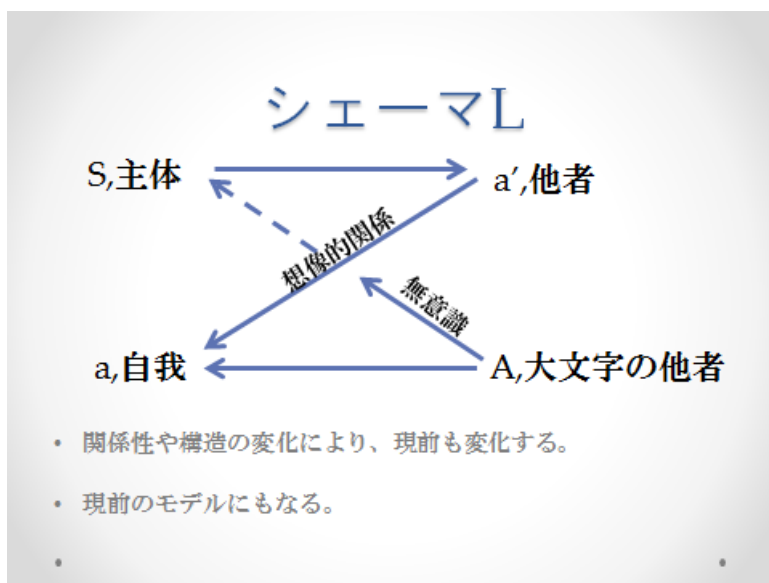 シェーマL
S,主体
a′,他者
想像的関係
無意識
a,自我
A,大文字の他者
• 関係性や構造の変化により、現前も変化する。
• 現前のモデルにもなる。